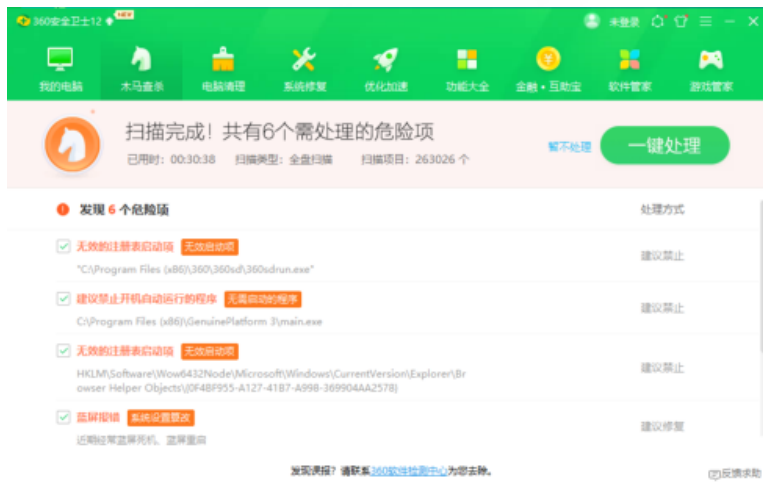 360安全卫士12
NEW
未登录
我的电脑
木马查杀
电脑清理
系统修复
优化加速
功能大全
金融·互助宝
软件管家
游戏管家
扫描完成！共有6个需处理的危险项
已用时：00:30:38 扫描类型：全盘扫描 扫描项目：263026 个
暂不处理
一键处理
发现 6 个危险项
处理方式
无效的注册表启动项 无效启动项
"C:\Program Files (x86)\360\360sd\360sdrun.exe"
建议禁止
建议禁止开机自动运行的程序 无需启动的程序
C:\Program Files (x86)\GenuinePlatform 3\main.exe
建议禁止
无效的注册表启动项 无效启动项
HKLM\Software\Wow6432Node\Microsoft\Windows\CurrentVersion\Explorer\Br
owser Helper Objects\{0F4BF955-A127-41B7-A998-369904AA2578}
建议禁止
蓝屏报错 系统设置篡改
近期经常蓝屏死机、蓝屏重启
建议修复
发现误报？请联系360软件检测中心为您去除。
反馈求助